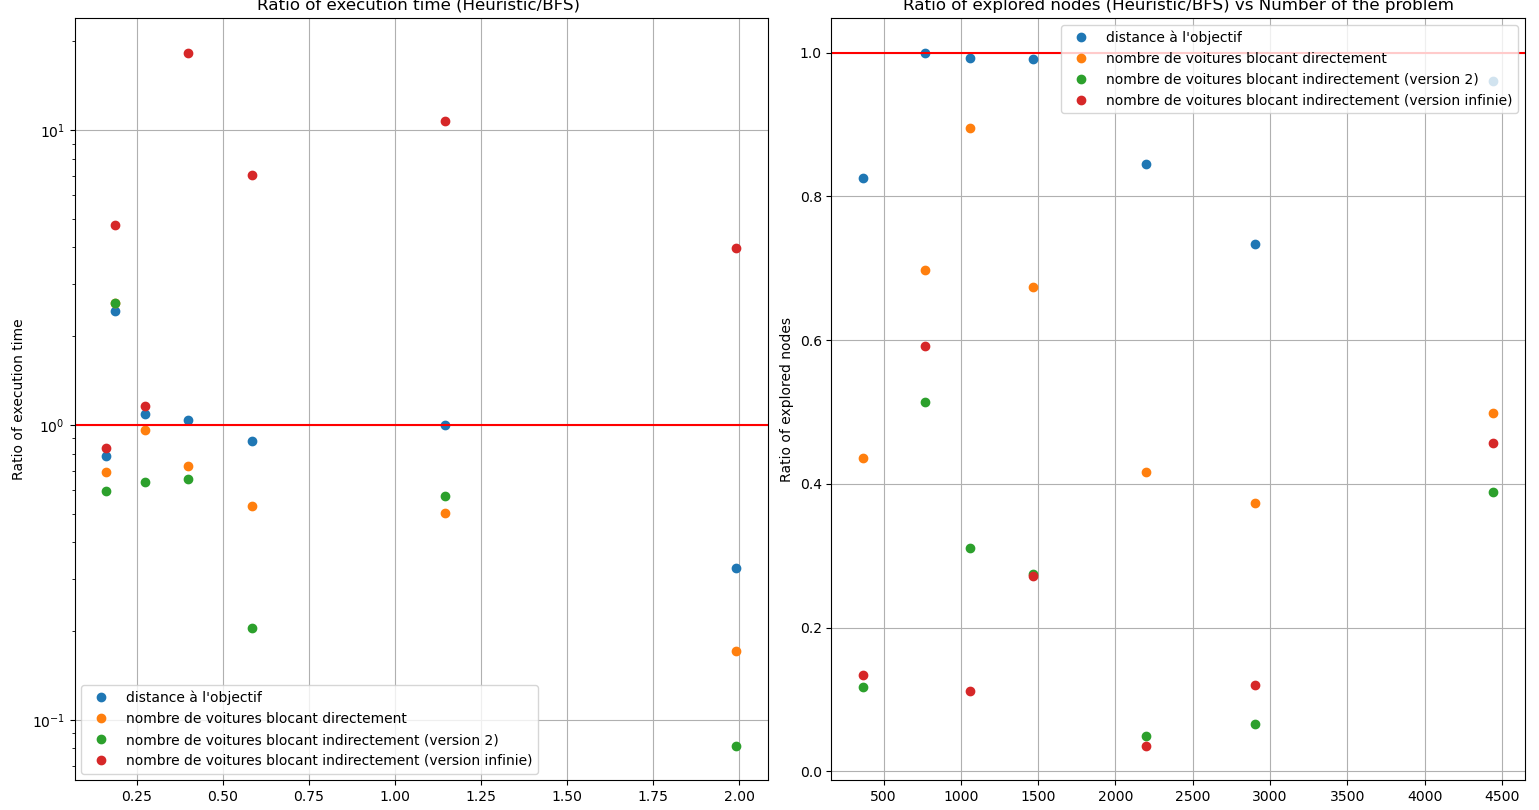 Ratio of execution time (Heuristic/BFS)
Ratio of execution time
10¹
10⁰
10⁻¹
distance à l'objectif
nombre de voitures blocant directement
nombre de voitures blocant indirectement (version 2)
nombre de voitures blocant indirectement (version infinie)
0.25 0.50 0.75 1.00 1.25 1.50 1.75 2.00
Ratio of explored nodes (Heuristic/BFS) vs Number of the problem
Ratio of explored nodes
1.0
0.8
0.6
0.4
0.2
0.0
distance à l'objectif
nombre de voitures blocant directement
nombre de voitures blocant indirectement (version 2)
nombre de voitures blocant indirectement (version infinie)
500 1000 1500 2000 2500 3000 3500 4000 4500